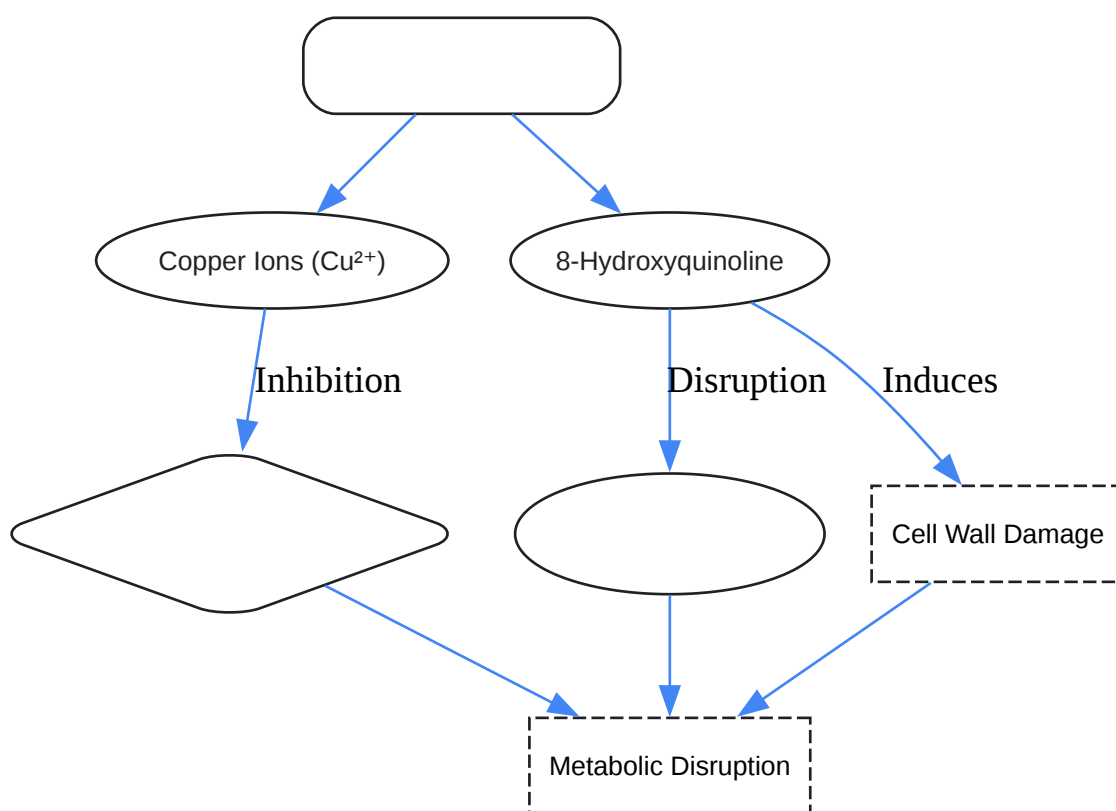 Copper Ions (Cu²⁺)
8-Hydroxyquinoline
Inhibition
Disruption
Induces
Cell Wall Damage
Metabolic Disruption